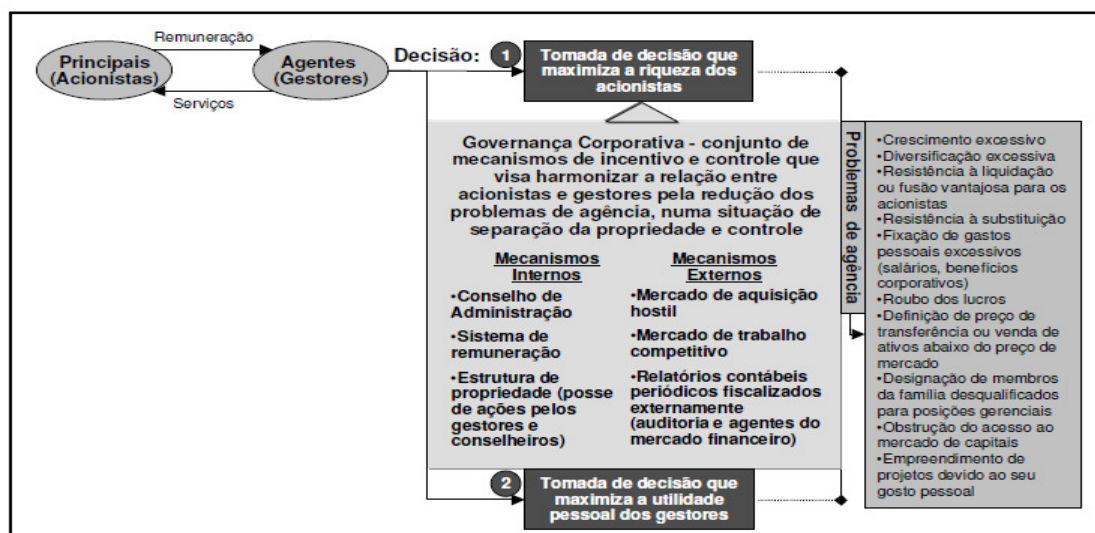 Remuneração
Principais
(Acionistas)
Agentes
(Gestores)
Serviços
Decisão:
1
Tomada de decisão que
maximiza a riqueza dos
acionistas
Governança Corporativa - conjunto de
mecanismos de incentivo e controle que
visa harmonizar a relação entre
acionistas e gestores pela redução dos
problemas de agência, numa situação de
separação da propriedade e controle
Mecanismos
Internos
•Conselho de
Administração
•Sistema de
remuneração
•Estrutura de
propriedade (posse
de ações pelos
gestores e
conselheiros)
Mecanismos
Externos
•Mercado de aquisição
hostil
•Mercado de trabalho
competitivo
•Relatórios contábeis
periódicos fiscalizados
externamente
(auditoria e agentes do
mercado financeiro)
2
Tomada de decisão que
maximiza a utilidade
pessoal dos gestores
Problemas de agência
•Crescimento excessivo
•Diversificação excessiva
•Resistência à liquidação
ou fusão vantajosa para os
acionistas
•Resistência à substituição
•Fixação de gastos
pessoais excessivos
(salários, benefícios
corporativos)
•Roubo dos lucros
•Definição de preço de
transferência ou venda de
ativos abaixo do preço de
mercado
•Designação de membros
da família desqualificados
para posições gerenciais
•Obstrução do acesso ao
mercado de capitais
•Empreendimento de
projetos devido ao seu
gosto pessoal